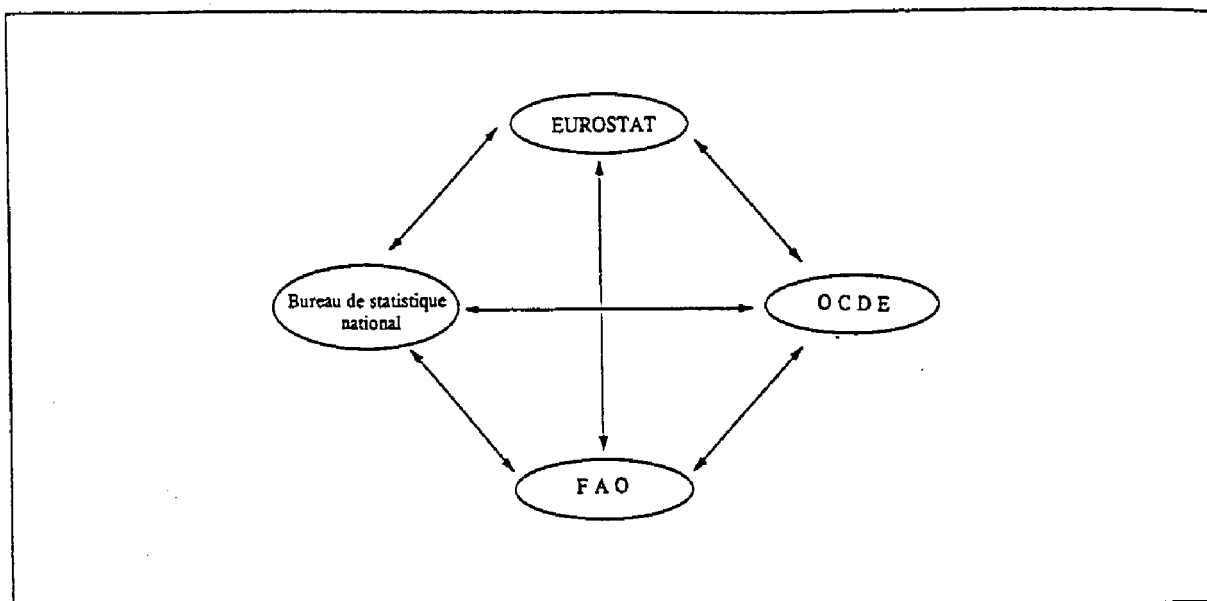 EUROSTAT
Bureau de statistique
national
O C D E
F A O